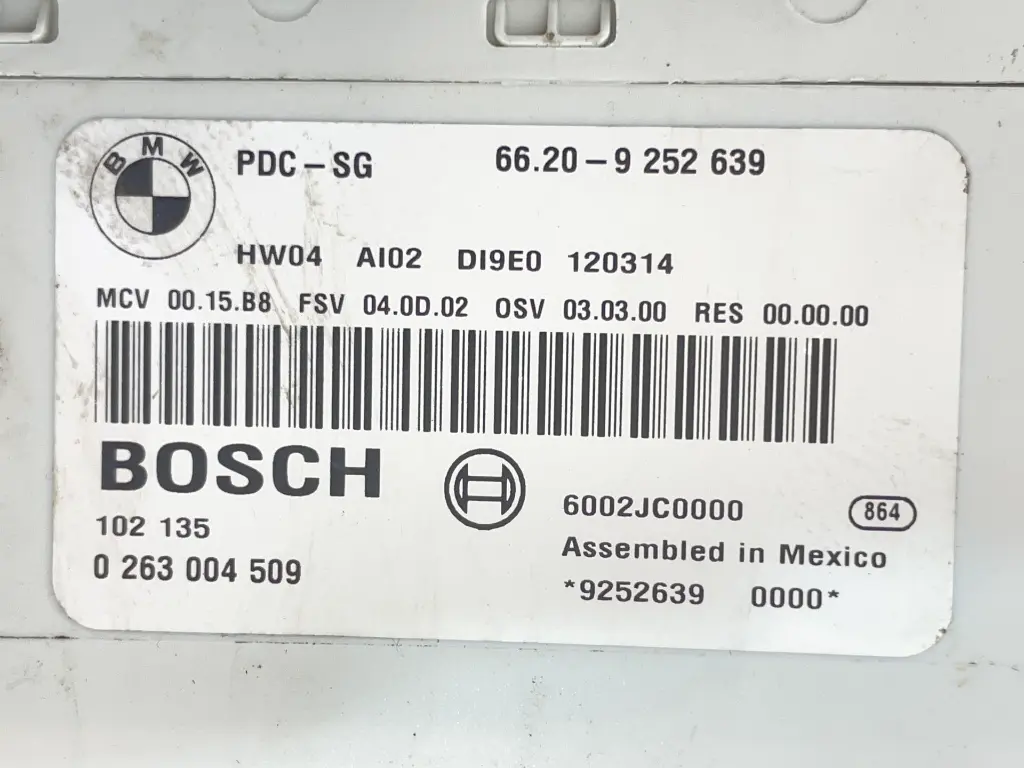 BMW
PDC-SG 66.20-9 252 639
HW04 AI02 DI9E0 120314
MCV 00.15.B8 FSV 04.0D.02 OSV 03.03.00 RES 00.00.00
BOSCH
102 135
0 263 004 509
6002JC0000 864
Assembled in Mexico
*9252639 0000*